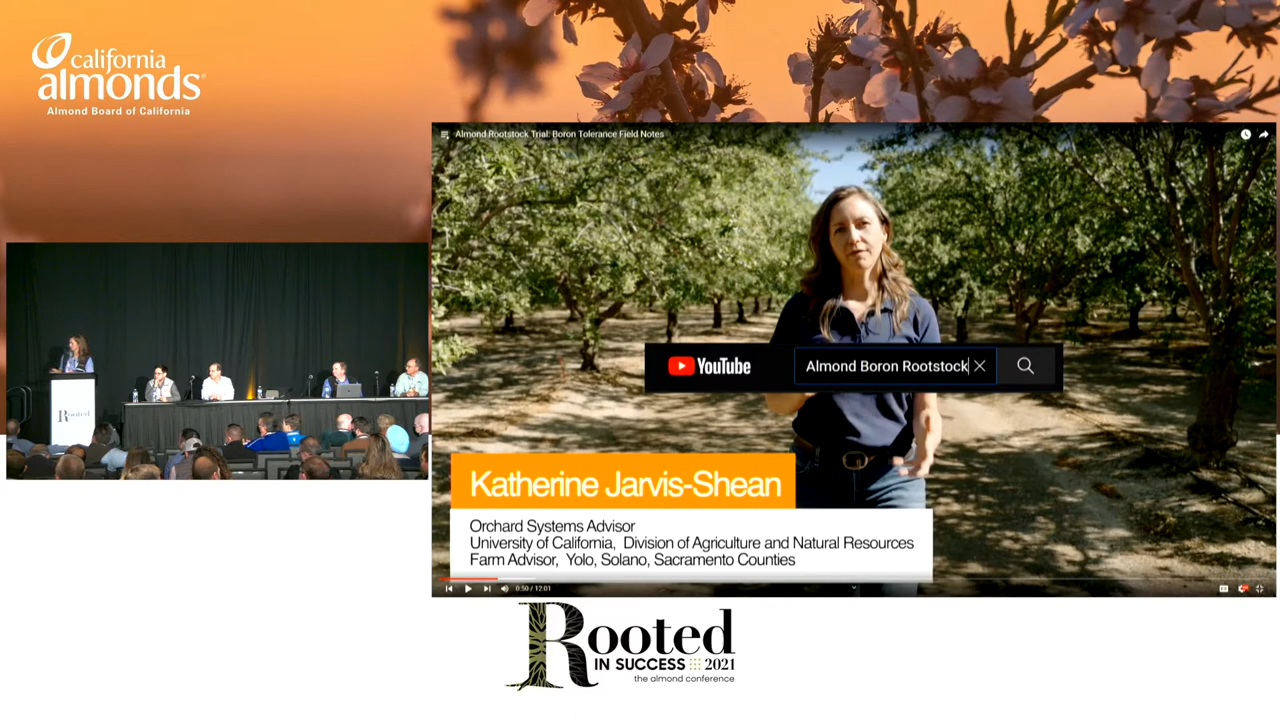 california
almonds
Almond Board of California
Almond Rootstock Trial: Boron Tolerance Field Notes
YouTube
Almond Boron Rootstock
Katherine Jarvis-Shean
Orchard Systems Advisor
University of California, Division of Agriculture and Natural Resources
Farm Advisor, Yolo, Solano, Sacramento Counties
0:50 / 12:01
Rooted
Rooted
IN SUCCESS 2021
the almond conference